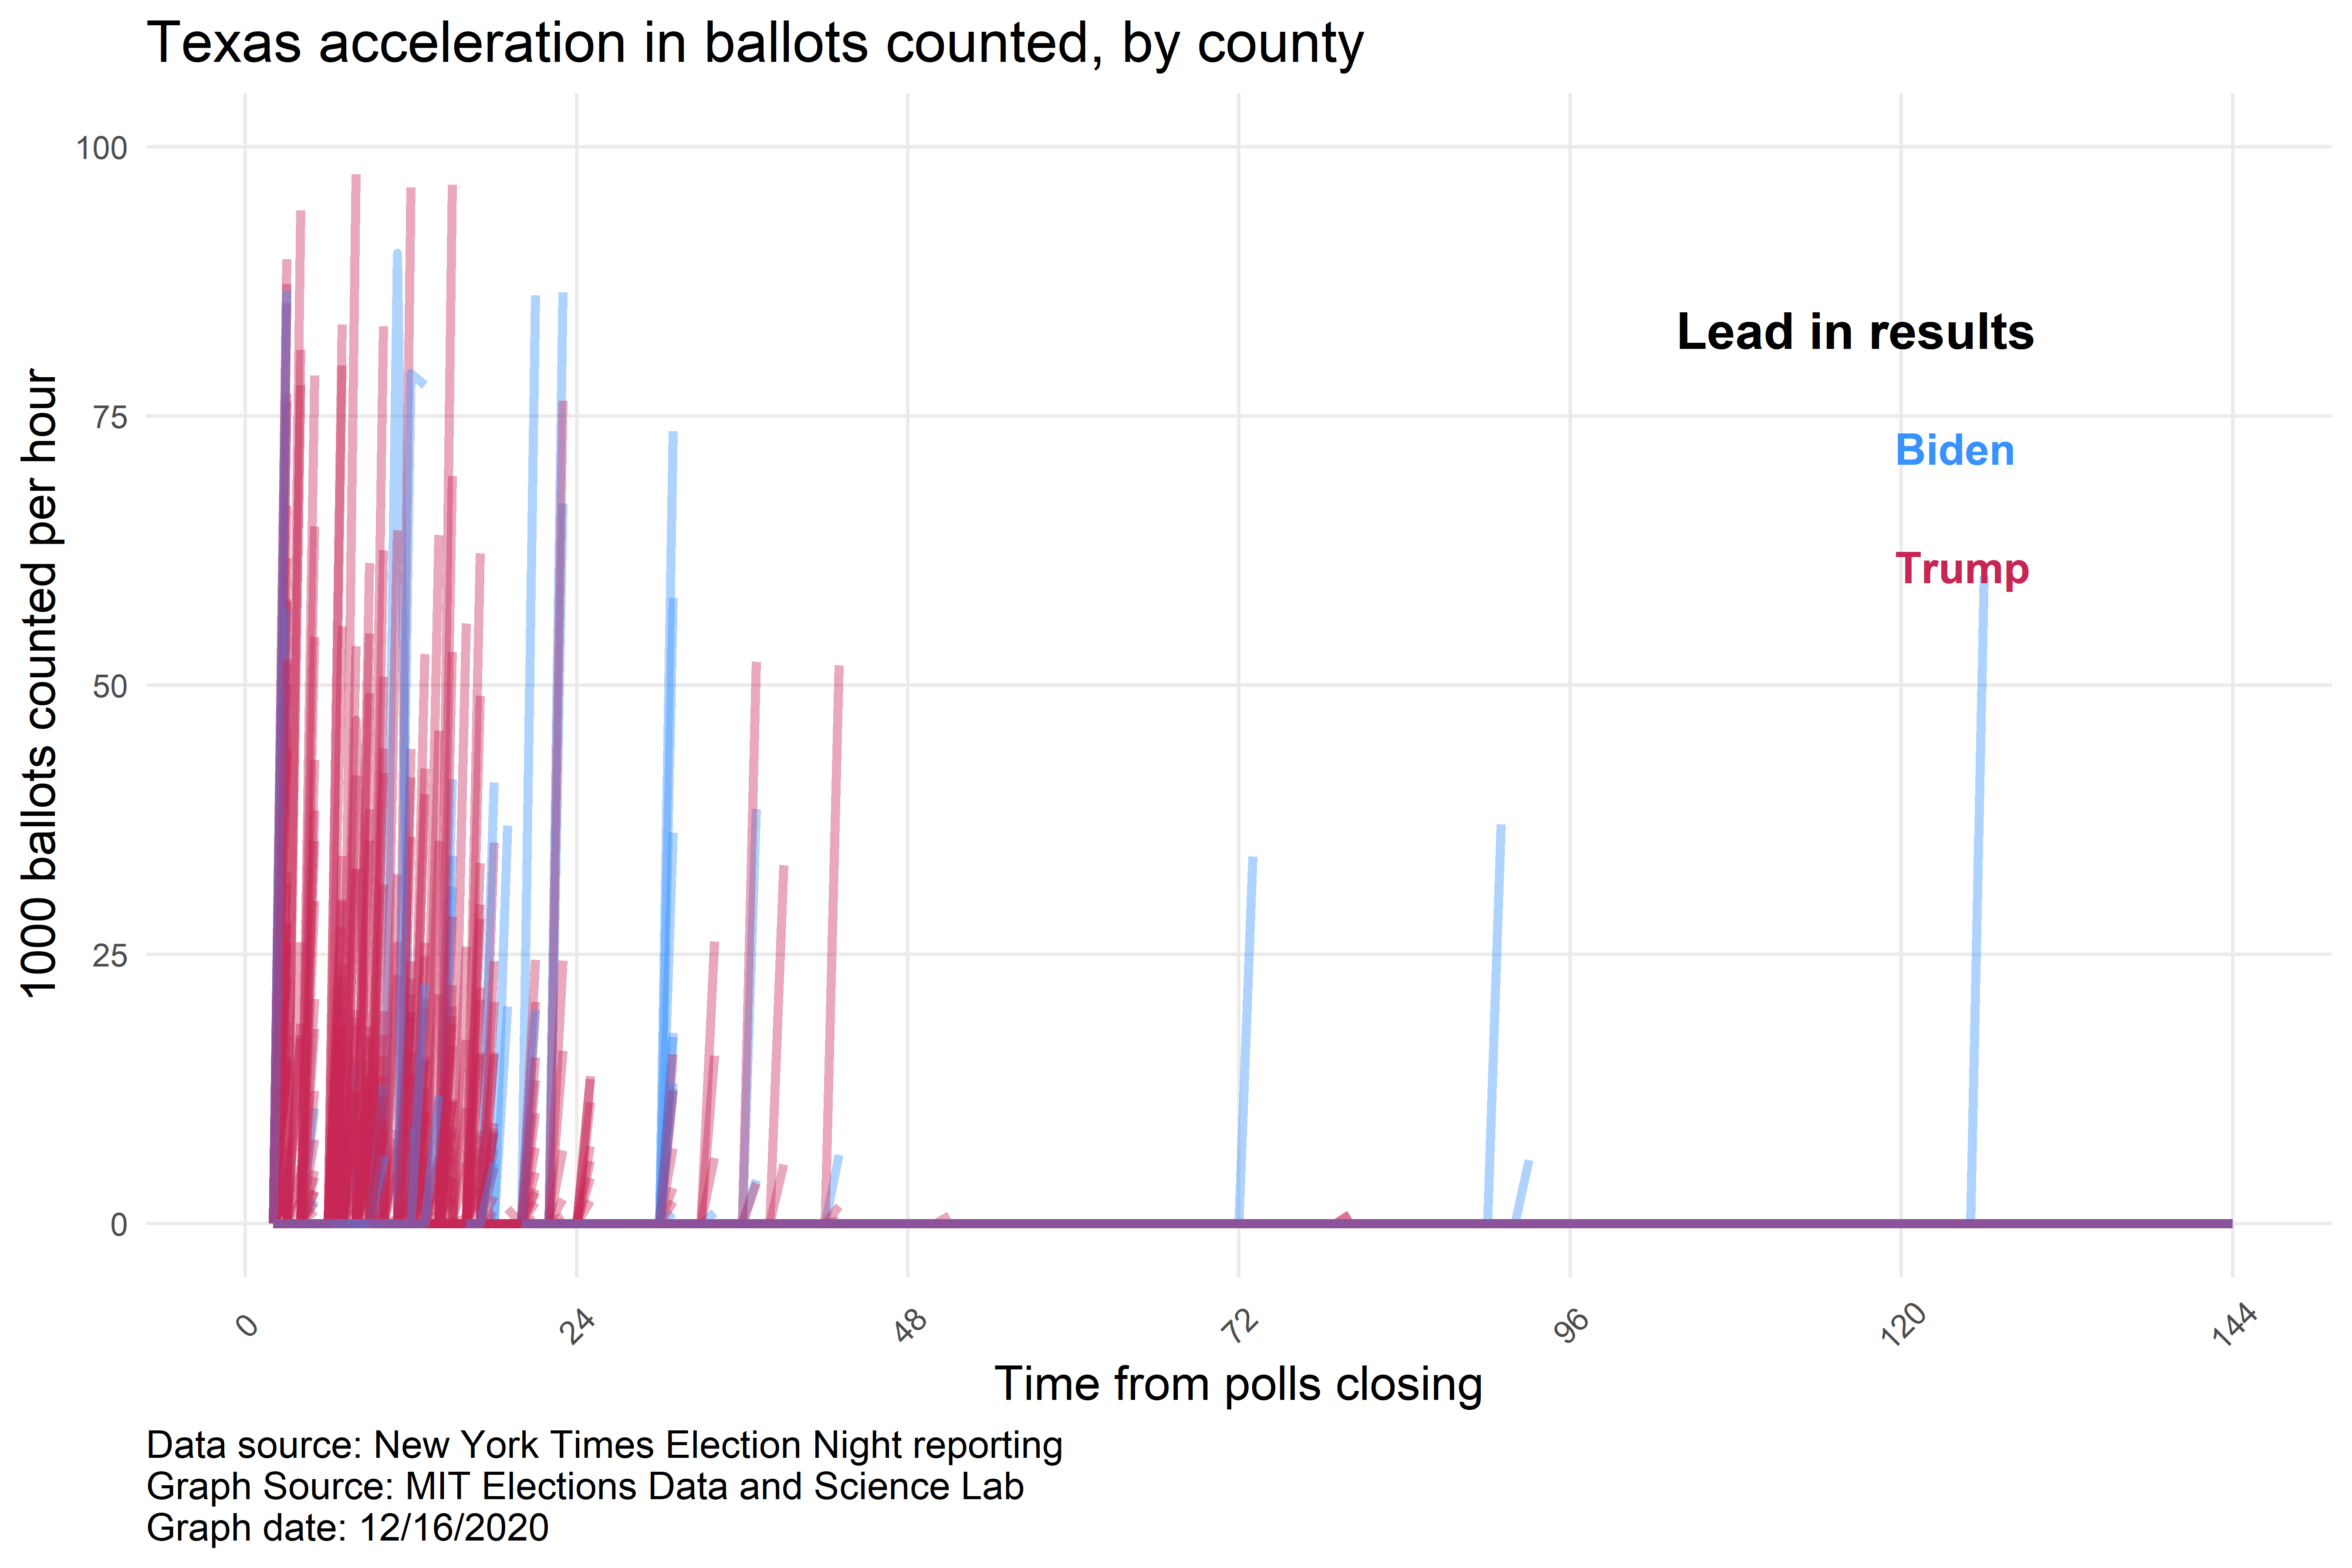 Texas acceleration in ballots counted, by county
1000 ballots counted per hour
100
75
50
25
0
Lead in results
Biden
Trump
0
24
48
72
96
120
144
Time from polls closing
Data source: New York Times Election Night reporting
Graph Source: MIT Elections Data and Science Lab
Graph date: 12/16/2020